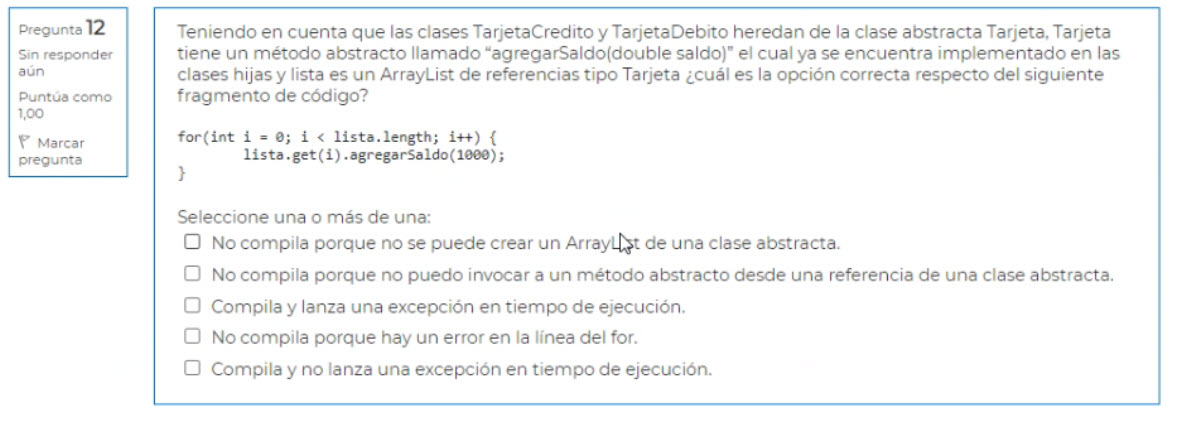 Pregunta 12
Sin responder
aún
Puntúa como
1,00
Marcar
pregunta
Teniendo en cuenta que las clases TarjetaCredito y TarjetaDebito heredan de la clase abstracta Tarjeta, Tarjeta
tiene un método abstracto llamado “agregarSaldo(double saldo)” el cual ya se encuentra implementado en las
clases hijas y lista es un ArrayList de referencias tipo Tarjeta ¿cuál es la opción correcta respecto del siguiente
fragmento de código?
for(int i = 0; i < lista.length; i++) {
lista.get(i).agregarSaldo(1000);
}
Seleccione una o más de una:
No compila porque no se puede crear un ArrayList de una clase abstracta.
No compila porque no puedo invocar a un método abstracto desde una referencia de una clase abstracta.
Compila y lanza una excepción en tiempo de ejecución.
No compila porque hay un error en la línea del for.
Compila y no lanza una excepción en tiempo de ejecución.